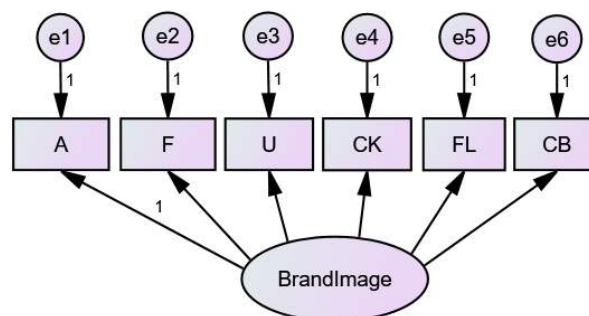 e1 e2 e3 e4 e5 e6
1 1 1 1 1 1
A F U CK FL CB
1
BrandImage